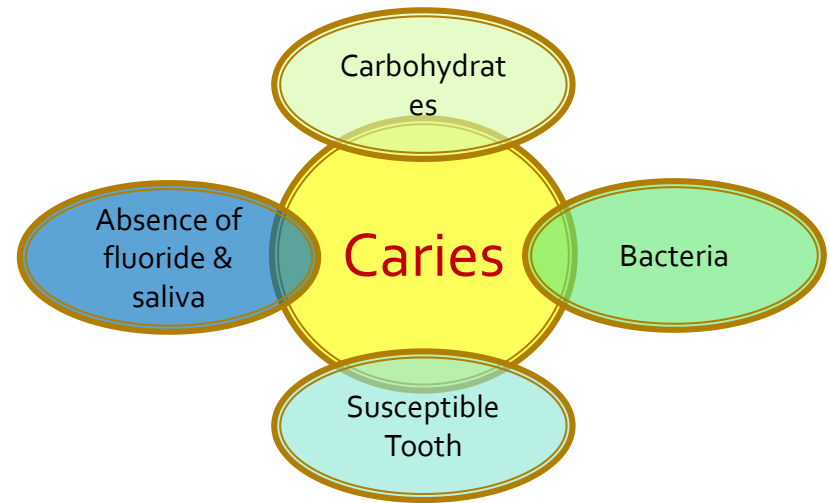 Carbohydrat
es
Absence of
fluoride &
saliva
Caries
Bacteria
Susceptible
Tooth